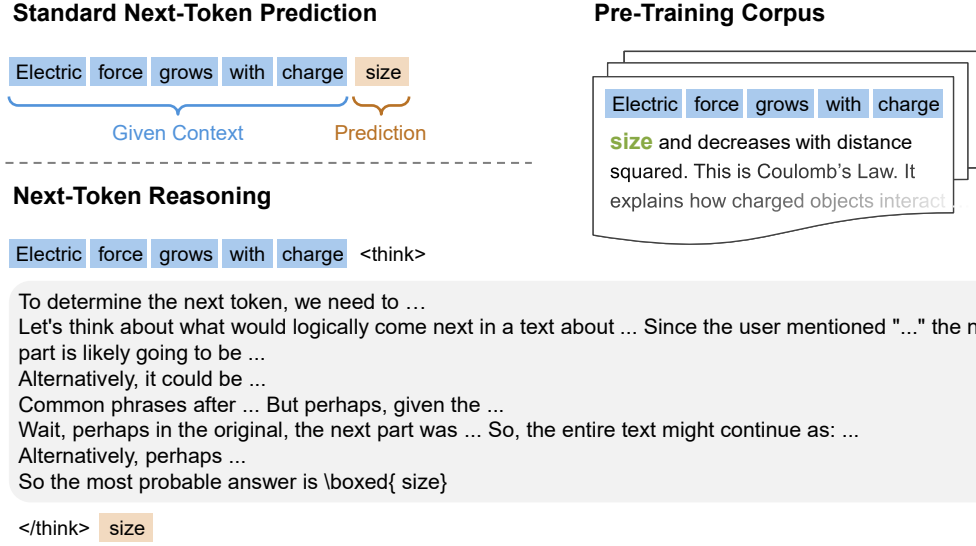 Standard Next-Token Prediction
Electric force grows with charge size
Given Context
Prediction
Pre-Training Corpus
Electric force grows with charge
size and decreases with distance
squared. This is Coulomb’s Law. It
explains how charged objects interact
Next-Token Reasoning
Electric force grows with charge <think>
To determine the next token, we need to …
Let's think about what would logically come next in a text about ... Since the user mentioned "..." the
part is likely going to be ...
Alternatively, it could be ...
Common phrases after ... But perhaps, given the ...
Wait, perhaps in the original, the next part was ... So, the entire text might continue as: ...
Alternatively, perhaps ...
So the most probable answer is \boxed{ size}
</think> size